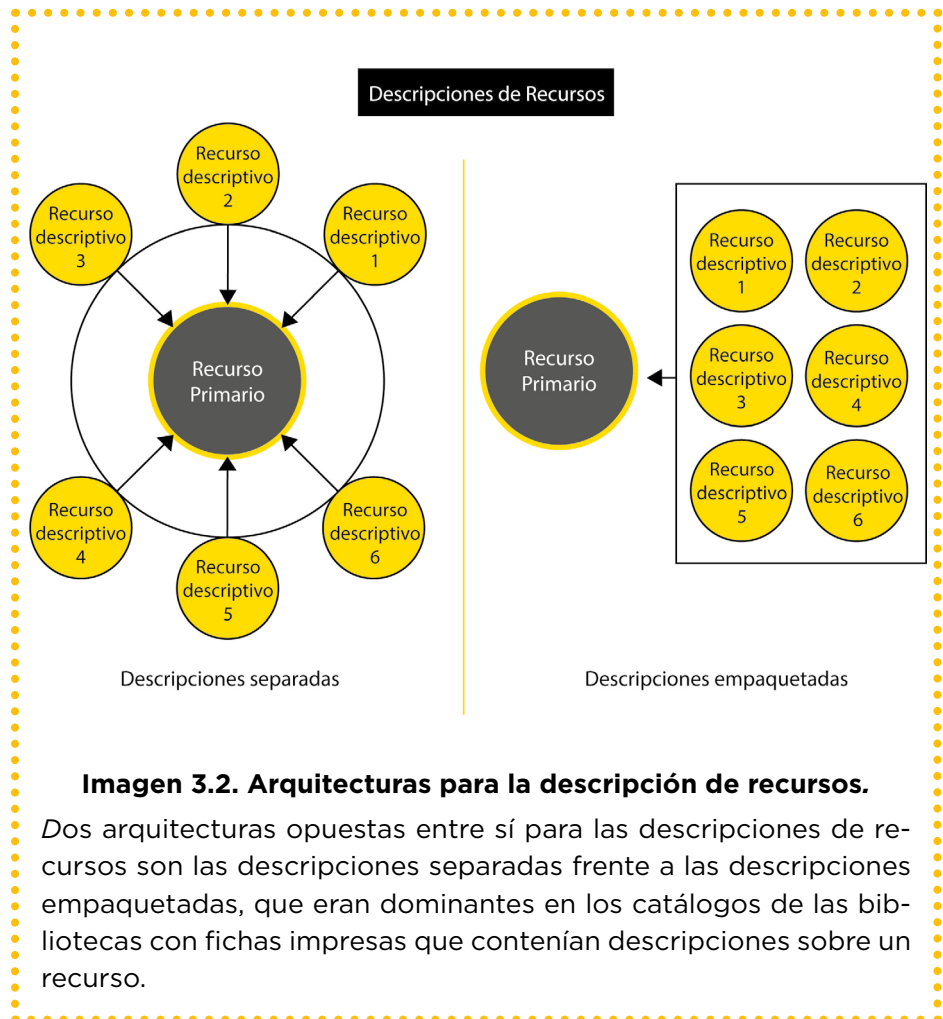 Descripciones de Recursos
Recurso
descriptivo
2
Recurso
descriptivo
3
Recurso
descriptivo
1
Recurso
Primario
Recurso
descriptivo
4
Recurso
descriptivo
5
Recurso
descriptivo
6
Descripciones separadas
Recurso
Primario
Recurso
descriptivo
1
Recurso
descriptivo
2
Recurso
descriptivo
3
Recurso
descriptivo
4
Recurso
descriptivo
5
Recurso
descriptivo
6
Descripciones empaquetadas
Imagen 3.2. Arquitecturas para la descripción de recursos.
Dos arquitecturas opuestas entre sí para las descripciones de re-
cursos son las descripciones separadas frente a las descripciones
empaquetadas, que eran dominantes en los catálogos de las bib-
liotecas con fichas impresas que contenían descripciones sobre un
recurso.